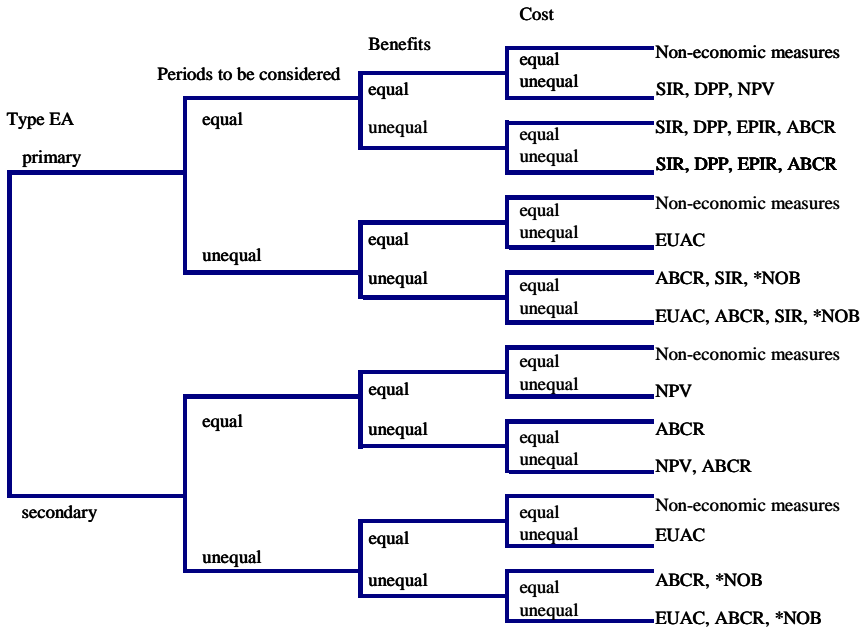 Cost
Benefits
Periods to be considered
Type EA
primary
equal
equal
equal
Non-economic measures
unequal
SIR, DPP, NPV
unequal
equal
SIR, DPP, EPIR, ABCR
unequal
SIR, DPP, EPIR, ABCR
unequal
equal
equal
Non-economic measures
unequal
EUAC
unequal
equal
ABCR, SIR, *NOB
unequal
EUAC, ABCR, SIR, *NOB
secondary
equal
equal
equal
Non-economic measures
unequal
NPV
unequal
equal
ABCR
unequal
NPV, ABCR
unequal
equal
equal
Non-economic measures
unequal
EUAC
unequal
equal
ABCR, *NOB
unequal
EUAC, ABCR, *NOB